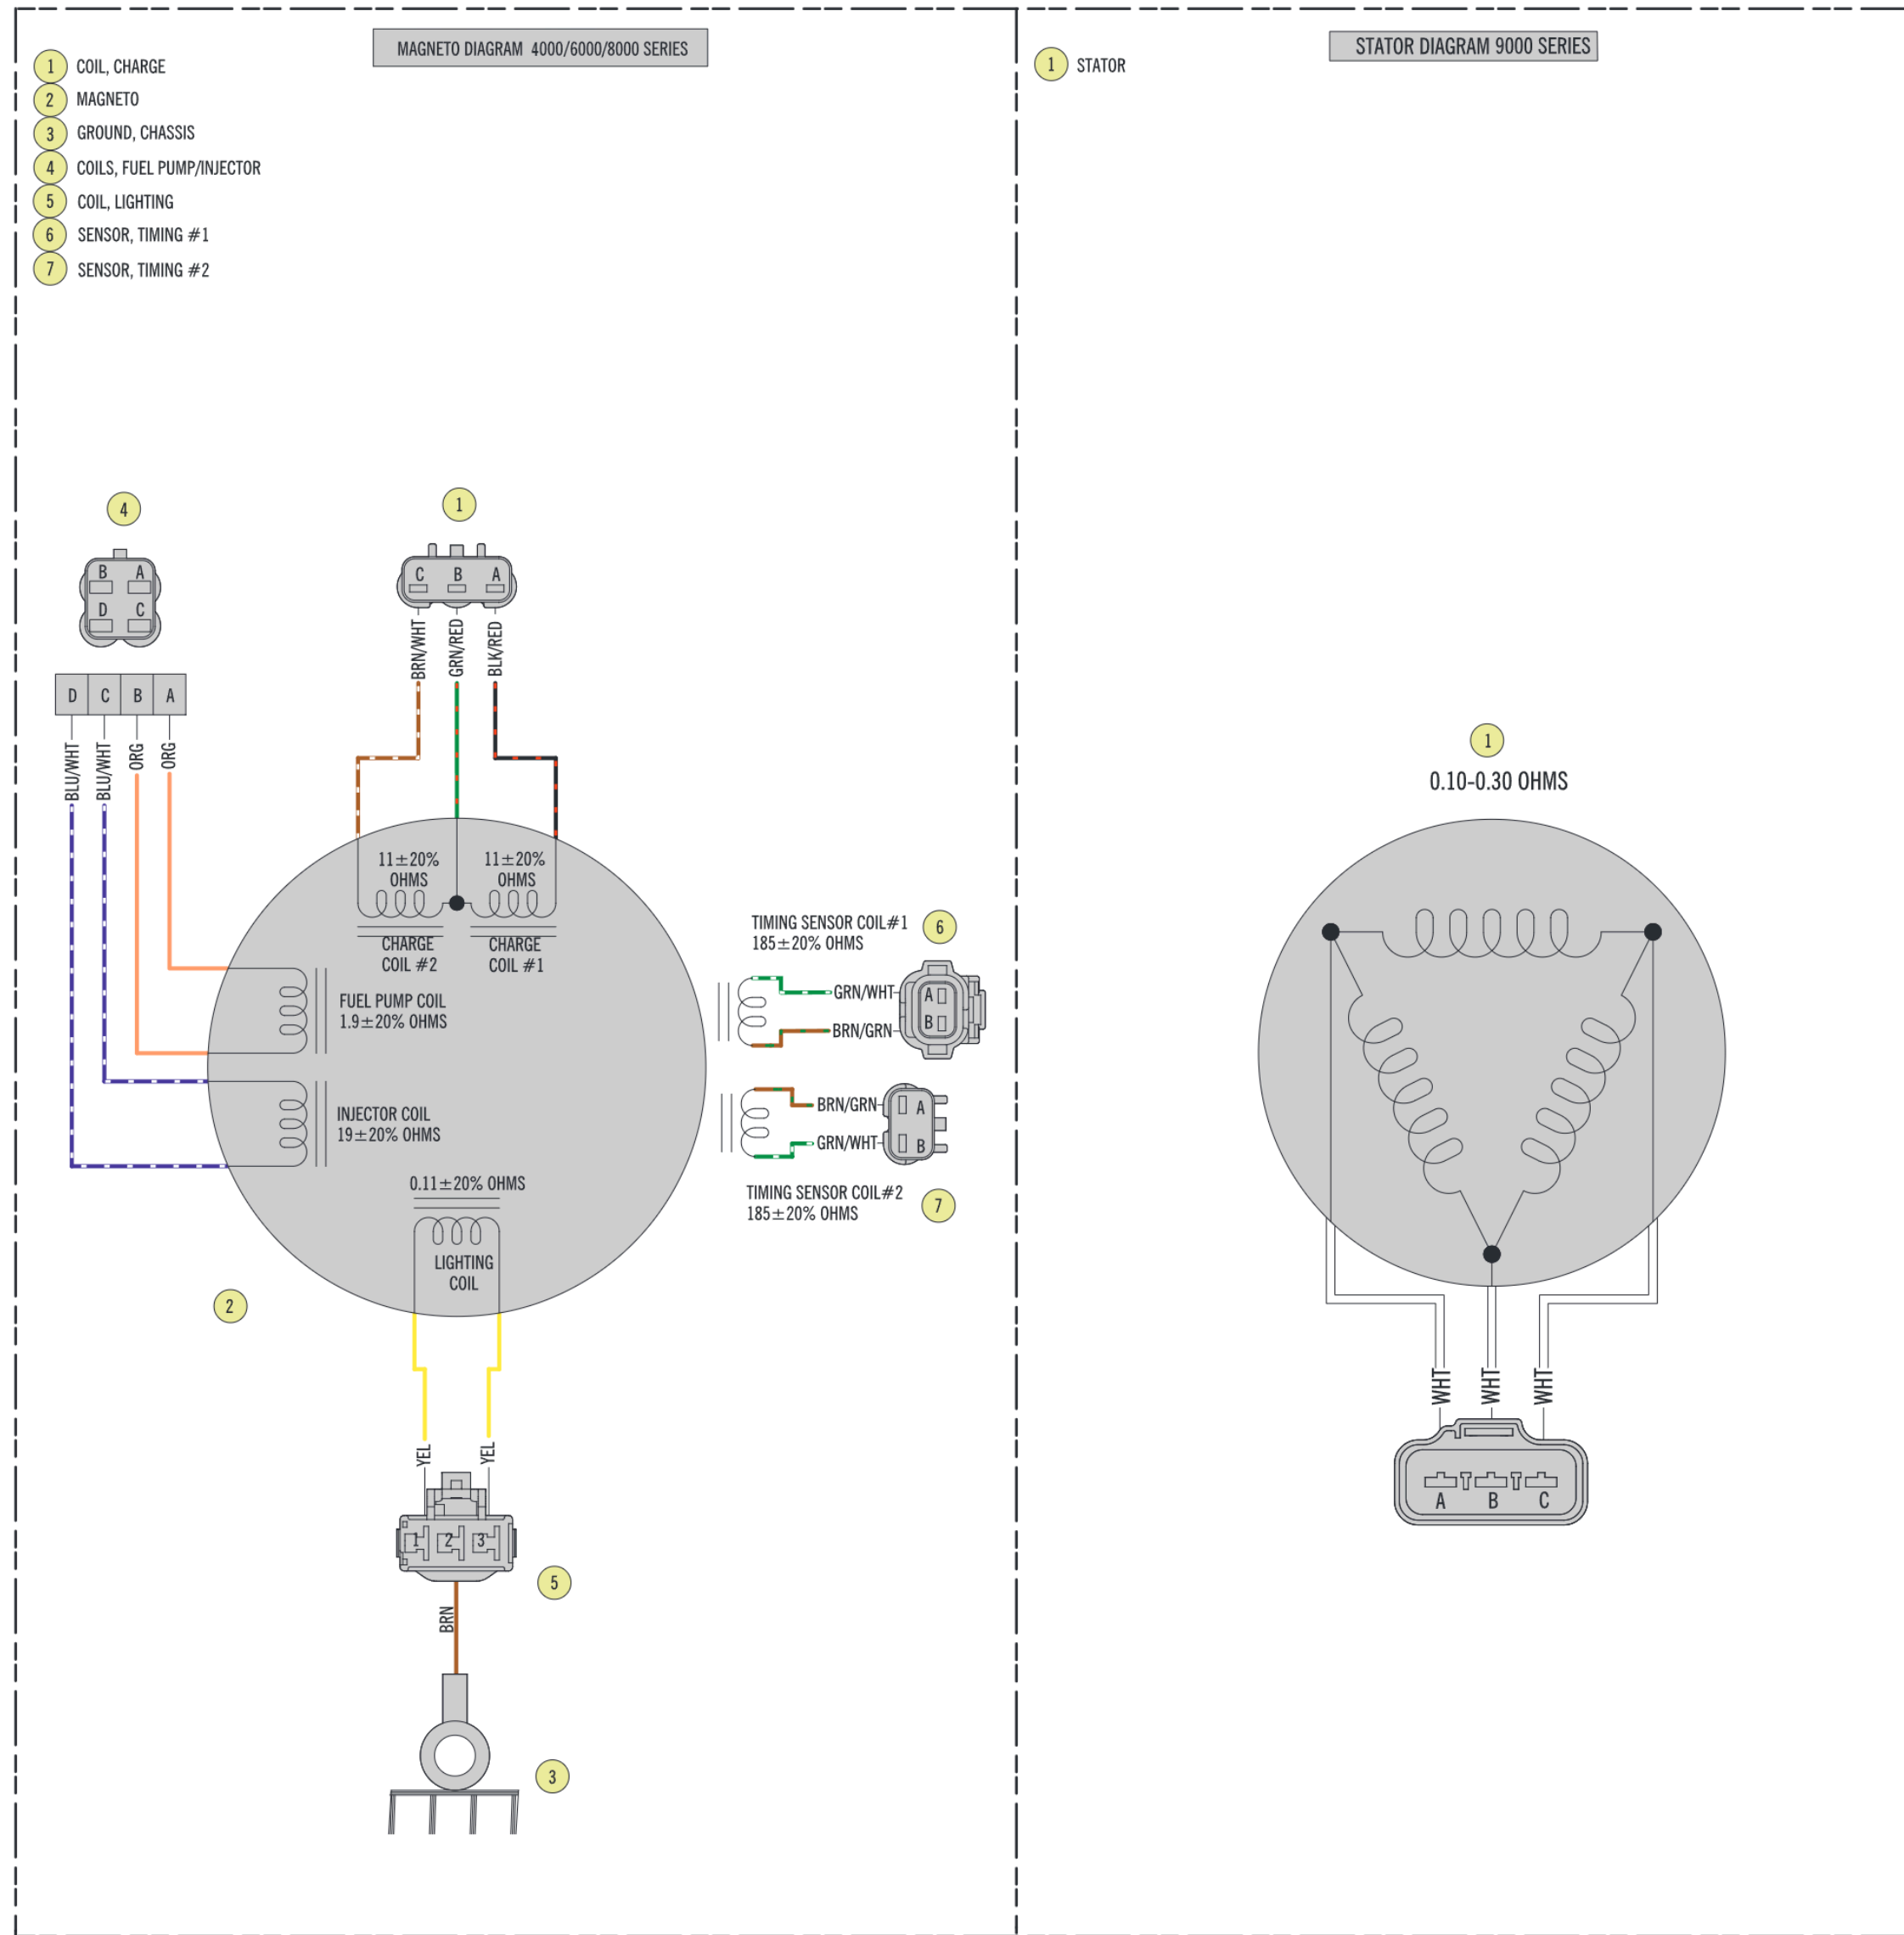 MAGNETO DIAGRAM 4000/6000/8000 SERIES
1 COIL, CHARGE
2 MAGNETO
3 GROUND, CHASSIS
4 COILS, FUEL PUMP/INJECTOR
5 COIL, LIGHTING
6 SENSOR, TIMING #1
7 SENSOR, TIMING #2
4
B A
D C
D C B A
BLU/WHT
BLU/WHT
ORG
ORG
1
C B A
BRN/WHT
GRN/RED
BLK/RED
11±20%
OHMS
11±20%
OHMS
CHARGE
COIL #2
CHARGE
COIL #1
FUEL PUMP COIL
1.9±20% OHMS
INJECTOR COIL
19±20% OHMS
0.11±20% OHMS
LIGHTING
COIL
2
TIMING SENSOR COIL#1
185±20% OHMS
6
GRN/WHT
BRN/GRN
A
B
BRN/GRN
GRN/WHT
A
B
TIMING SENSOR COIL#2
185±20% OHMS
7
YEL
YEL
1 2 3
5
BRN
3
STATOR DIAGRAM 9000 SERIES
1 STATOR
1
0.10-0.30 OHMS
WHT
WHT
WHT
A B C